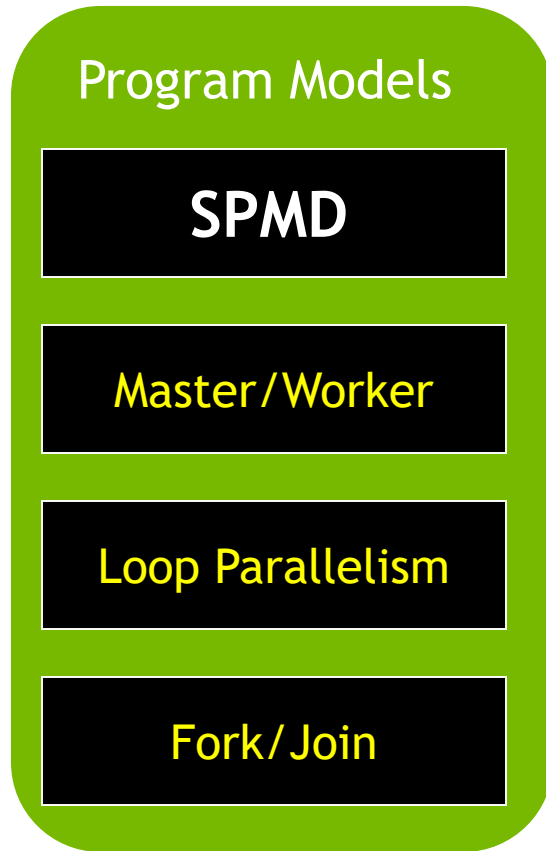 Program Models
SPMD
Master/Worker
Loop Parallelism
Fork/Join